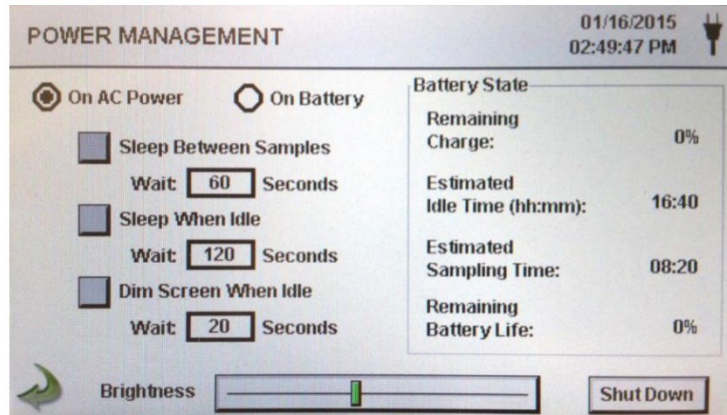 POWER MANAGEMENT
01/16/2015
02:49:47 PM
On AC Power
On Battery
Sleep Between Samples
Wait: 60 Seconds
Sleep When Idle
Wait: 120 Seconds
Dim Screen When Idle
Wait: 20 Seconds
Battery State
Remaining
Charge: 0%
Estimated
Idle Time (hh:mm): 16:40
Estimated
Sampling Time: 08:20
Remaining
Battery Life: 0%
Brightness
Shut Down